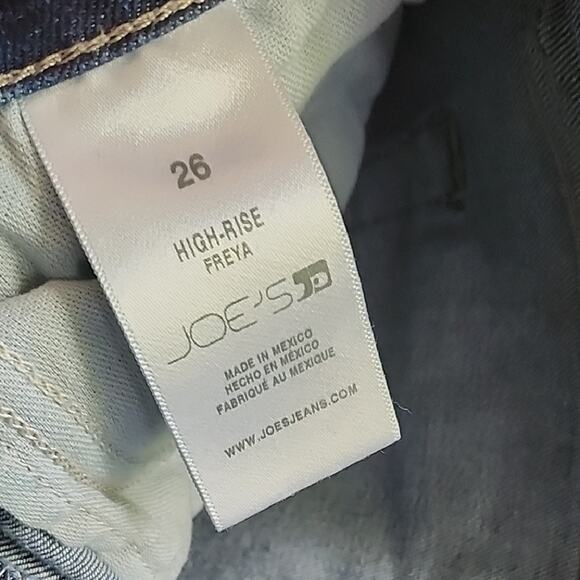 26
HIGH-RISE
FREYA
JOE'S
MADE IN MEXICO
HECHO EN MÉXICO
FABRIQUÉ AU MEXIQUE
WWW.JOESJEANS.COM